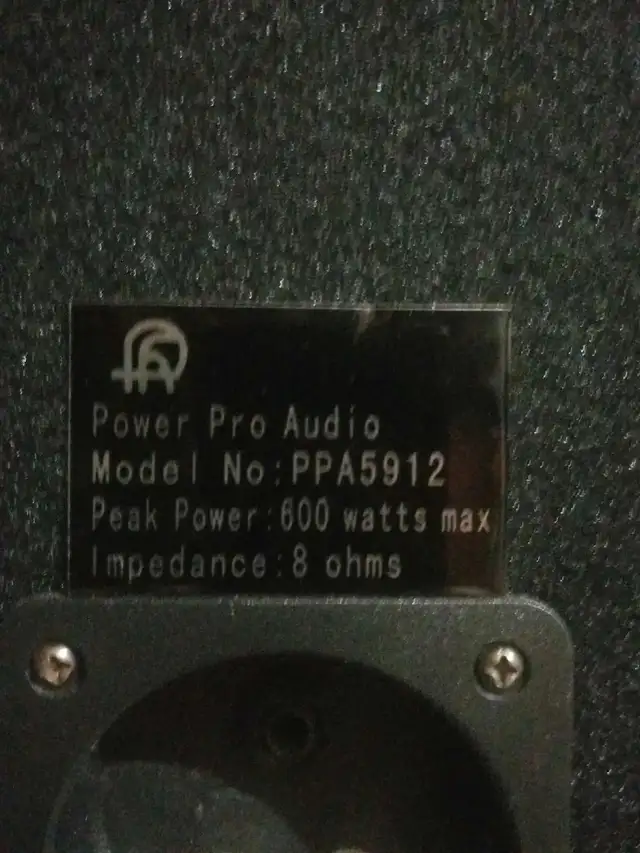 Power Pro Audio
Model No:PPA5912
Peak Power:600 watts max
Impedance:8 ohms